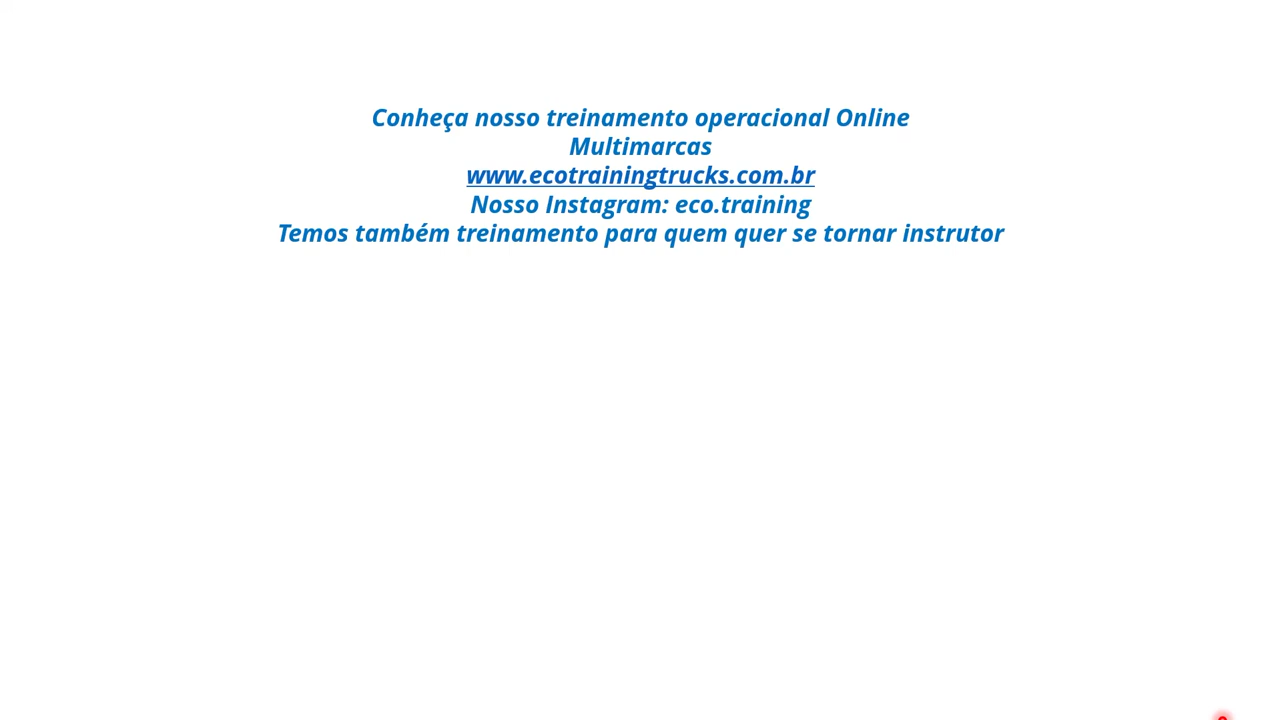 Conheça nosso treinamento operacional Online
Multimarcas
www.ecotrainingtrucks.com.br
Nosso Instagram: eco.training
Temos também treinamento para quem quer se tornar instrutor